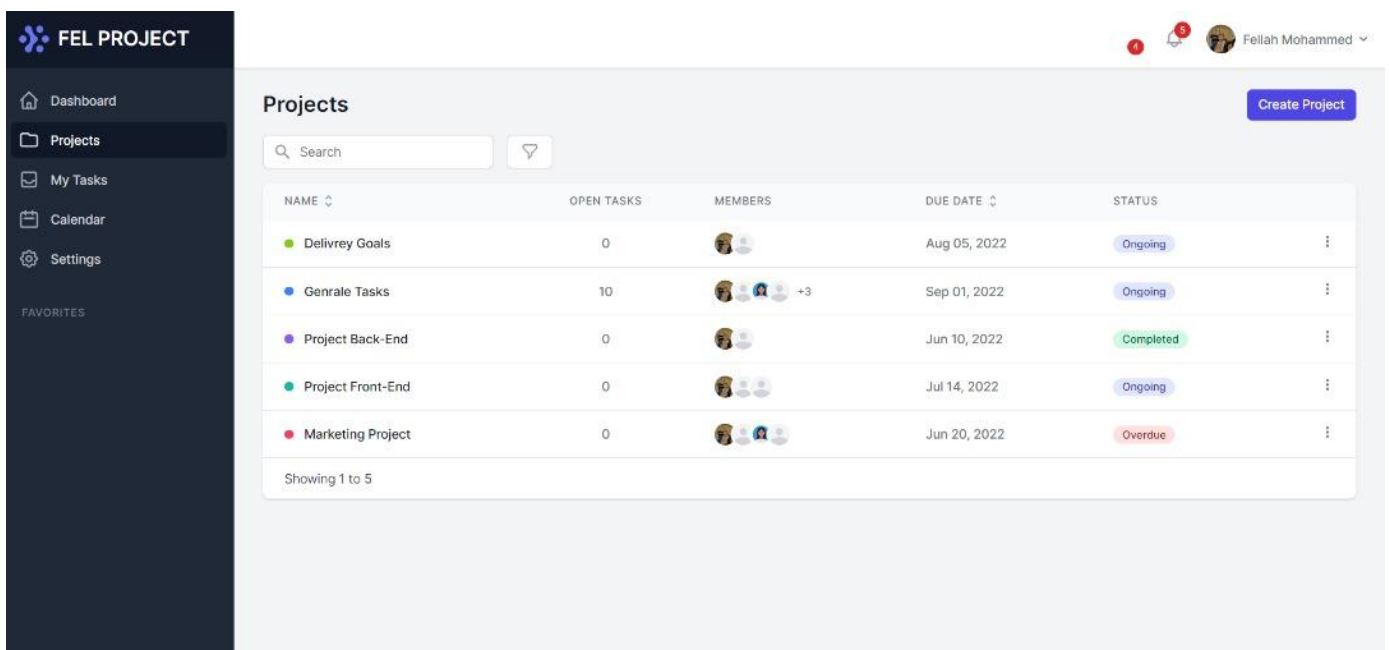 FEL PROJECT
4
5
Fellah Mohammed
Dashboard
Projects
My Tasks
Calendar
Settings
FAVORITES
Projects
Create Project
Search
NAME OPEN TASKS MEMBERS DUE DATE STATUS
Delivrey Goals 0 Aug 05, 2022 Ongoing
Genrale Tasks 10 +3 Sep 01, 2022 Ongoing
Project Back-End 0 Jun 10, 2022 Completed
Project Front-End 0 Jul 14, 2022 Ongoing
Marketing Project 0 Jun 20, 2022 Overdue
Showing 1 to 5